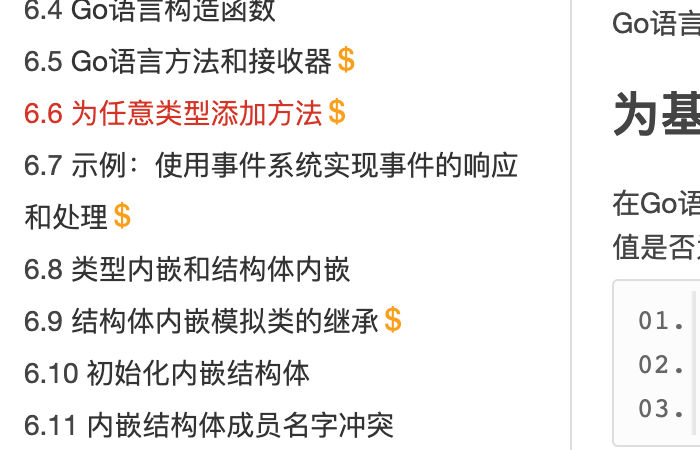 6.4 Go语言构造函数
6.5 Go语言方法和接收器 $
6.6 为任意类型添加方法 $
6.7 示例：使用事件系统实现事件的响应
和处理 $
6.8 类型内嵌和结构体内嵌
6.9 结构体内嵌模拟类的继承 $
6.10 初始化内嵌结构体
6.11 内嵌结构体成员名字冲突
Go语言
为基
在Go语
值是否
01.
02.
03.